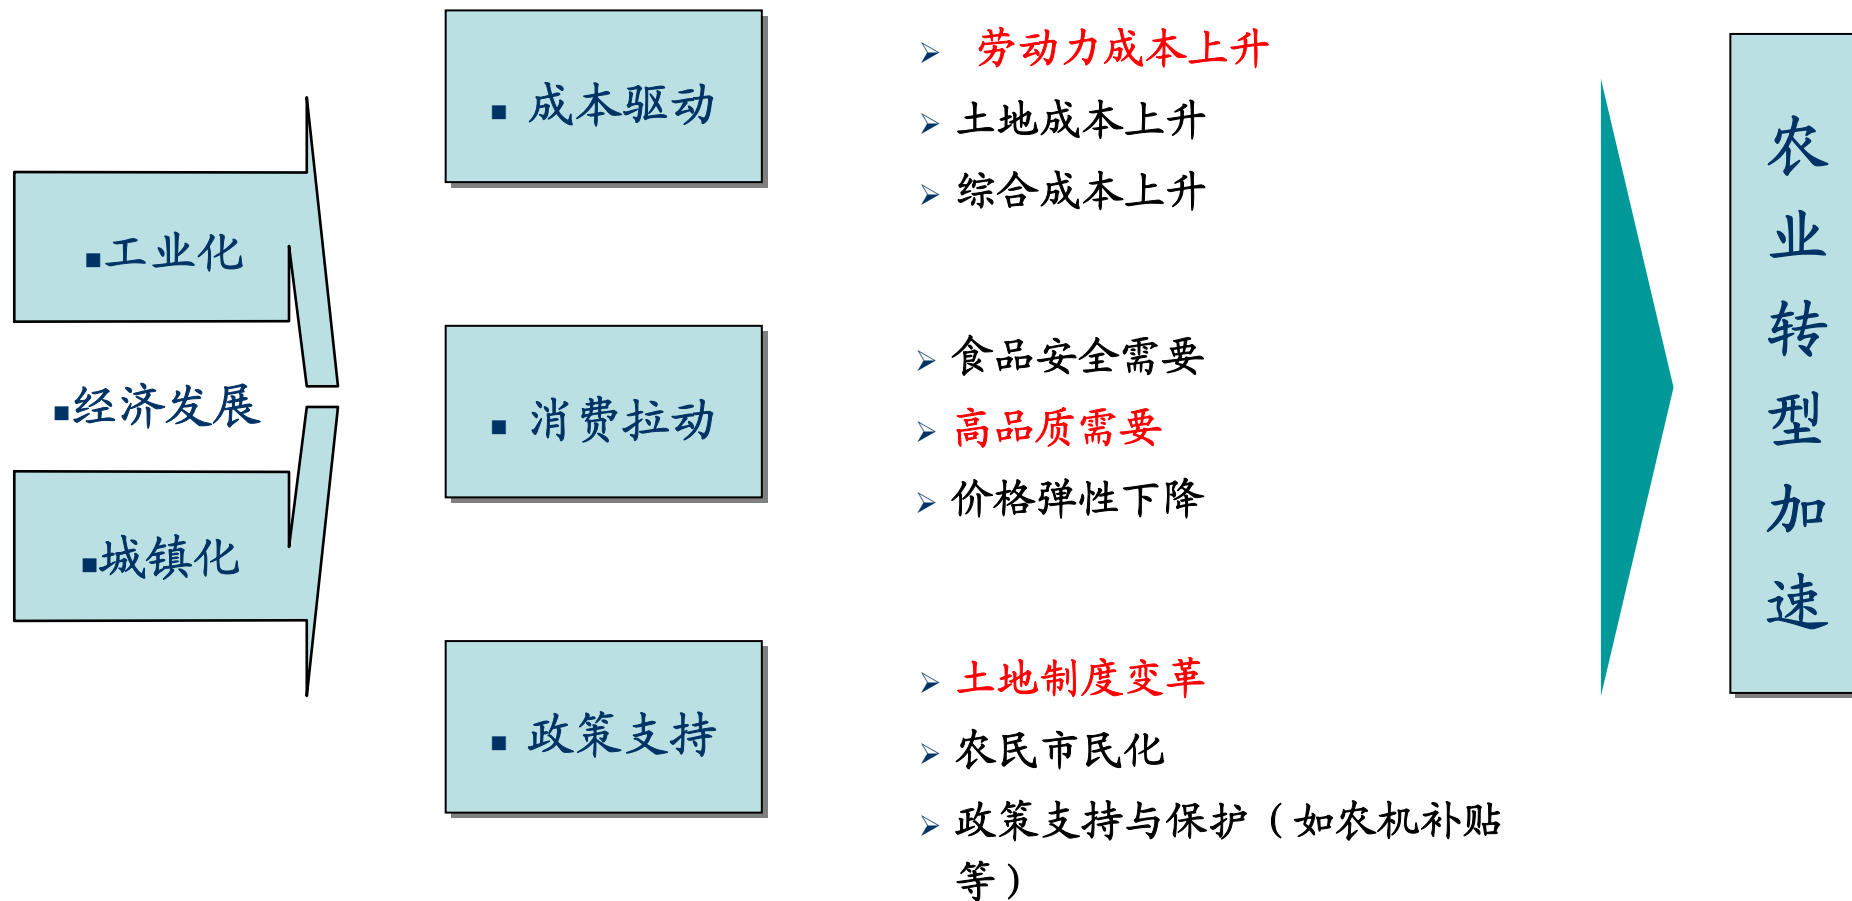 工业化
经济发展
城镇化
成本驱动
劳动力成本上升
土地成本上升
综合成本上升
消费拉动
食品安全需要
高品质需要
价格弹性下降
政策支持
土地制度变革
农民市民化
政策支持与保护（如农机补贴
等）
农业转型加速